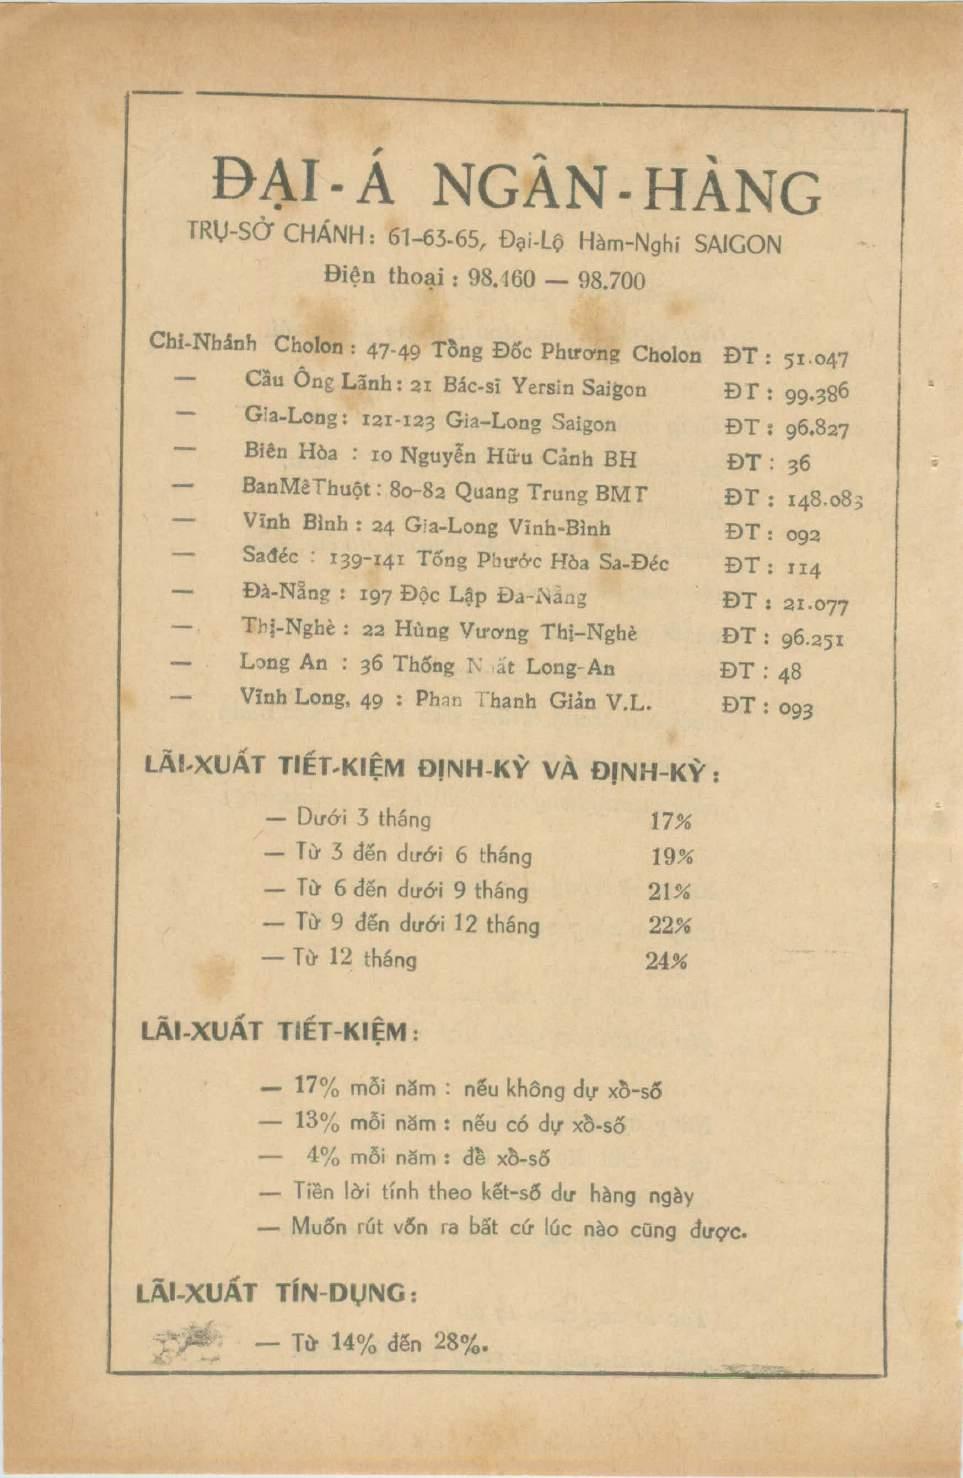 ĐẠI-Á NGÂN-HÀNG
TRỤ-SỞ CHÁNH: 61-63-65, Đại-Lộ Hàm-Nghi SAIGON
Điện thoại : 98.460 — 98.700
Chi-Nhánh Cholon : 47-49 Tổng Đốc Phương Cholon ĐT : 51.047
— Cầu Ông Lãnh : 21 Bác-sĩ Yersin Saigon ĐT : 99.386
— Gia-Long : 121-123 Gia-Long Saigon ĐT : 96.827
— Biên Hòa : 10 Nguyễn Hữu Cảnh BH ĐT : 36
— BanMêThuột : 80-82 Quang Trung BMT ĐT : 148.083
— Vĩnh Bình : 24 Gia-Long Vĩnh-Bình ĐT : 092
— Sađéc : 139-141 Tống Phước Hòa Sa-Đéc ĐT : 114
— Đà-Nẵng : 197 Độc Lập Đà-Nẵng ĐT : 21.077
— Thị-Nghè : 22 Hùng Vương Thị-Nghè ĐT : 96.251
— Long An : 36 Thống Nhất Long-An ĐT : 48
— Vĩnh Long, 49 : Phan Thanh Giản V.L. ĐT : 093
LÃI-XUẤT TIẾT-KIỆM ĐỊNH-KỲ VÀ ĐỊNH-KỲ :
— Dưới 3 tháng 17%
— Từ 3 đến dưới 6 tháng 19%
— Từ 6 đến dưới 9 tháng 21%
— Từ 9 đến dưới 12 tháng 22%
— Từ 12 tháng 24%
LÃI-XUẤT TIẾT-KIỆM :
— 17% mỗi năm : nếu không dự xổ-số
— 13% mỗi năm : nếu có dự xổ-số
— 4% mỗi năm : để xổ-số
— Tiền lời tính theo kết-số dư hàng ngày
— Muốn rút vốn ra bất cứ lúc nào cũng được.
LÃI-XUẤT TÍN-DỤNG :
— Từ 14% đến 28%.